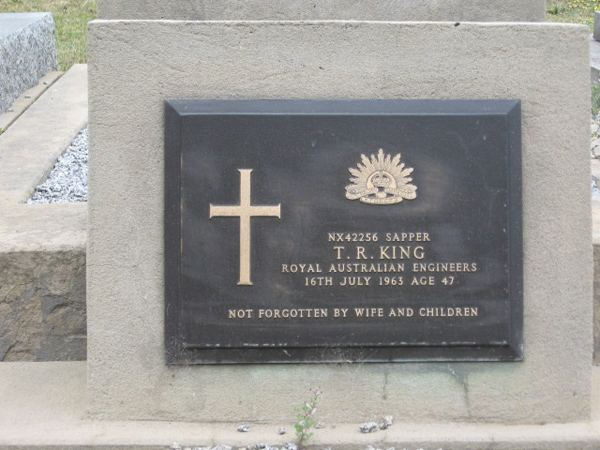 NX42256 SAPPER
T. R. KING
ROYAL AUSTRALIAN ENGINEERS
16TH JULY 1963 AGE 47
NOT FORGOTTEN BY WIFE AND CHILDREN